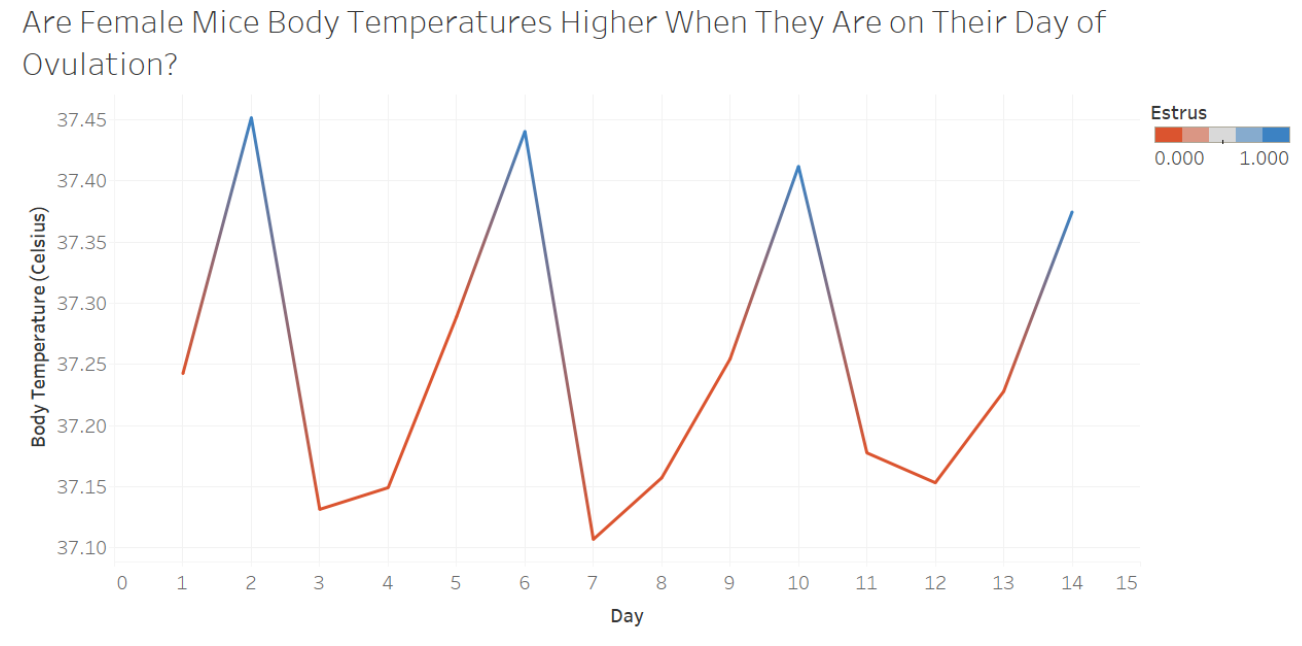 Are Female Mice Body Temperatures Higher When They Are on Their Day of
Ovulation?
Estrus
0.000 1.000
Body Temperature (Celsius)
37.45
37.40
37.35
37.30
37.25
37.20
37.15
37.10
0 1 2 3 4 5 6 7 8 9 10 11 12 13 14 15
Day